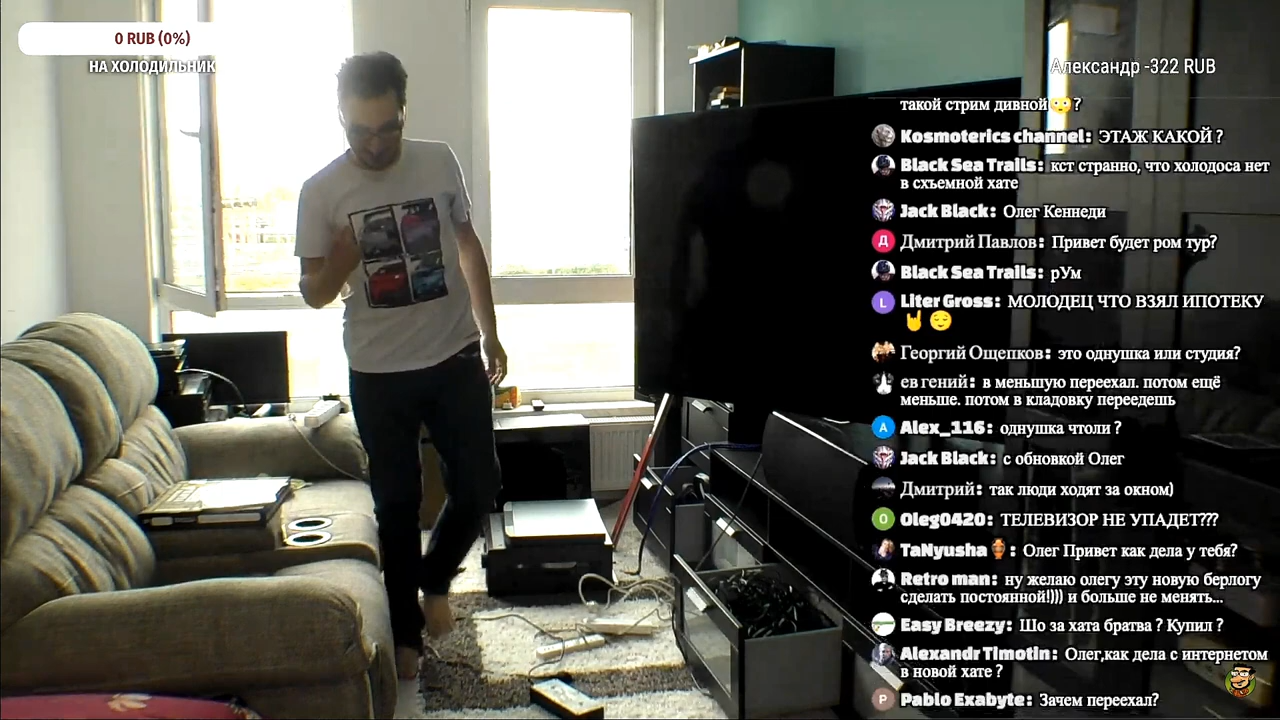 0 RUB (0%)
НА ХОЛОДИЛЬНИК
Александр -322 RUB
такой стрим дивной😳?
Kosmoterics channel: ЭТАЖ КАКОЙ ?
Black Sea Trails: кст странно, что холодоса нет
в схъемной хате
Jack Black: Олег Кеннеди
Д
Дмитрий Павлов: Привет будет ром тур?
Black Sea Trails: рУм
L
Liter Gross: МОЛОДЕЦ ЧТО ВЗЯЛ ИПОТЕКУ
🤘😌
Георгий Ощепков: это однушка или студия?
ев гений: в меньшую переехал. потом ещё
меньше. потом в кладовку переедешь
A
Alex_116: однушка чтоли ?
Jack Black: с обновкой Олег
Дмитрий: так люди ходят за окном)
O
Oleg0420: ТЕЛЕВИЗОР НЕ УПАДЕТ???
TaNyusha🏺: Олег Привет как дела у тебя?
Retro man: ну желаю олегу эту новую берлогу
сделать постоянной!))) и больше не менять...
Easy Breezy: Шо за хата братва ? Купил ?
Alexandr Timotin: Олег,как дела с интернетом
в новой хате ?
P
Pablo Exabyte: Зачем переехал?